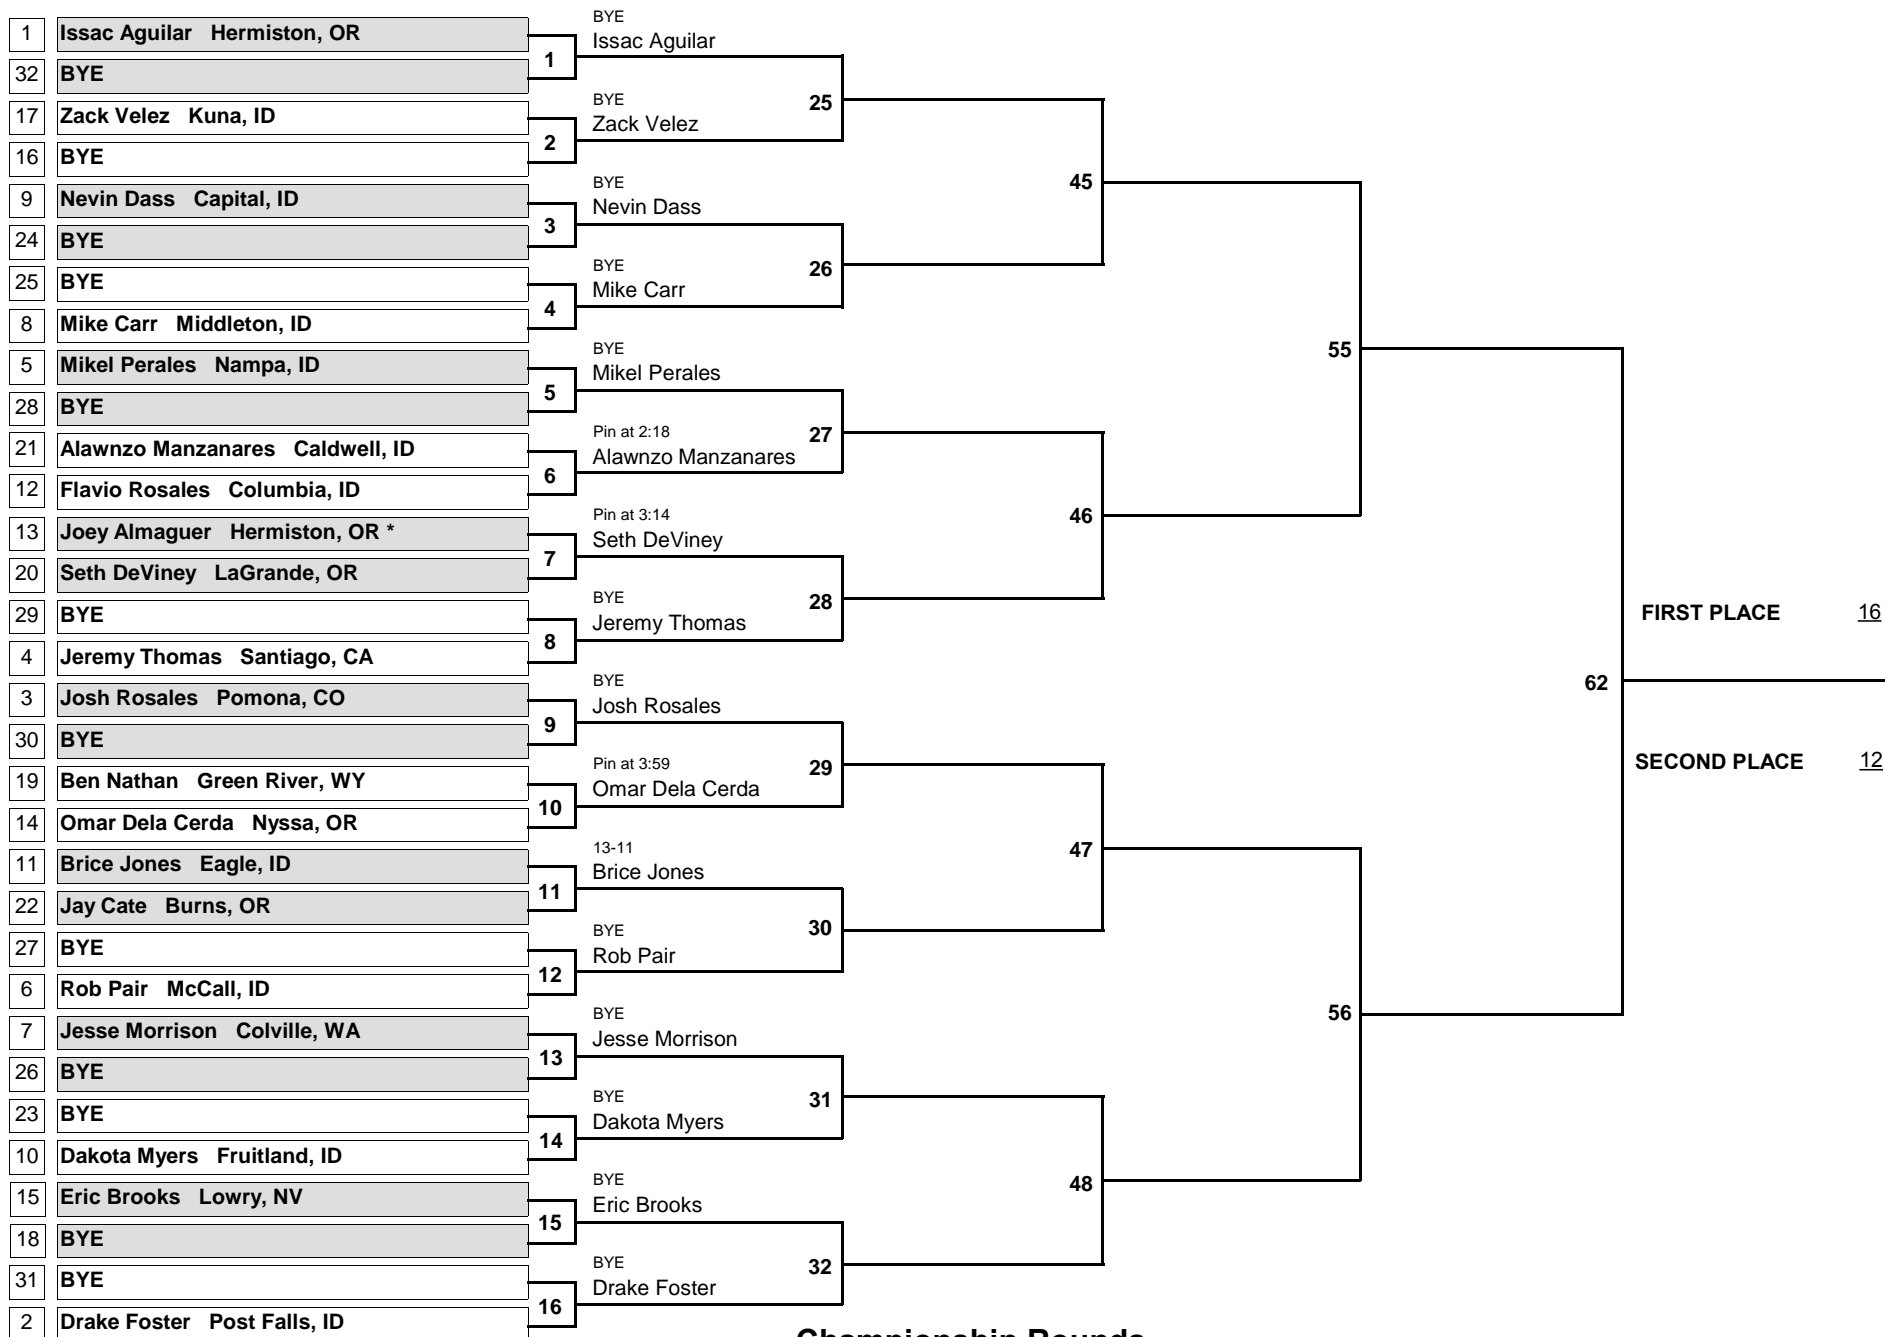 1 Issac Aguilar Hermiston, OR
32 BYE
17 Zack Velez Kuna, ID
16 BYE
9 Nevin Dass Capital, ID
24 BYE
25 BYE
8 Mike Carr Middleton, ID
5 Mikel Perales Nampa, ID
28 BYE
21 Alawnzo Manzanares Caldwell, ID
12 Flavio Rosales Columbia, ID
13 Joey Almaguer Hermiston, OR *
20 Seth DeViney LaGrande, OR
29 BYE
4 Jeremy Thomas Santiago, CA
3 Josh Rosales Pomona, CO
30 BYE
19 Ben Nathan Green River, WY
14 Omar Dela Cerda Nyssa, OR
11 Brice Jones Eagle, ID
22 Jay Cate Burns, OR
27 BYE
6 Rob Pair McCall, ID
7 Jesse Morrison Colville, WA
26 BYE
23 BYE
10 Dakota Myers Fruitland, ID
15 Eric Brooks Lowry, NV
18 BYE
31 BYE
2 Drake Foster Post Falls, ID
1
2
3
4
5
6
7
8
9
10
11
12
13
14
15
16
BYE
Issac Aguilar
BYE
Zack Velez
BYE
Nevin Dass
BYE
Mike Carr
BYE
Mikel Perales
Pin at 2:18
Alawnzo Manzanares
Pin at 3:14
Seth DeViney
BYE
Jeremy Thomas
BYE
Josh Rosales
Pin at 3:59
Omar Dela Cerda
13-11
Brice Jones
BYE
Rob Pair
BYE
Jesse Morrison
BYE
Dakota Myers
BYE
Eric Brooks
BYE
Drake Foster
25
26
27
28
29
30
31
32
45
46
47
48
55
56
62
FIRST PLACE 16
SECOND PLACE 12
Championship Rounds